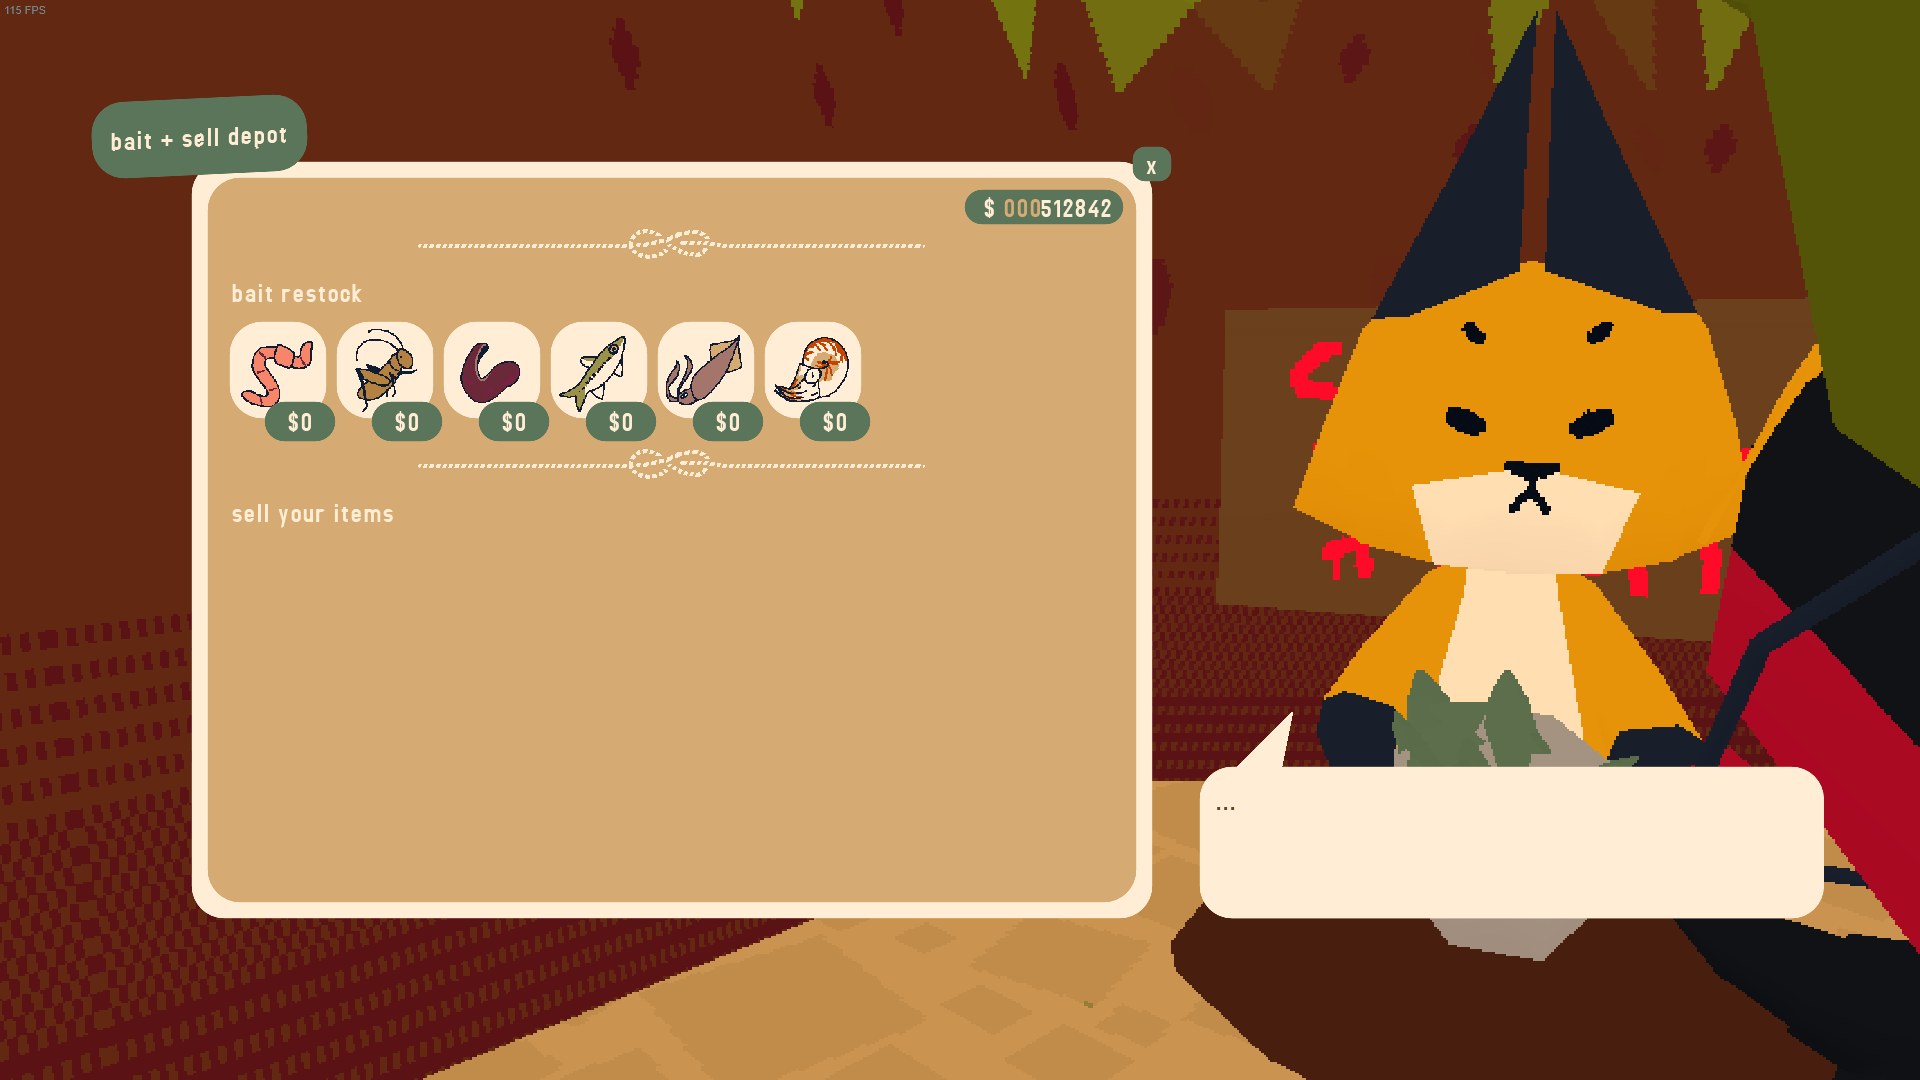 115 FPS
bait + sell depot
x
$ 000512842
bait restock
$0 $0 $0 $0 $0 $0
sell your items
...